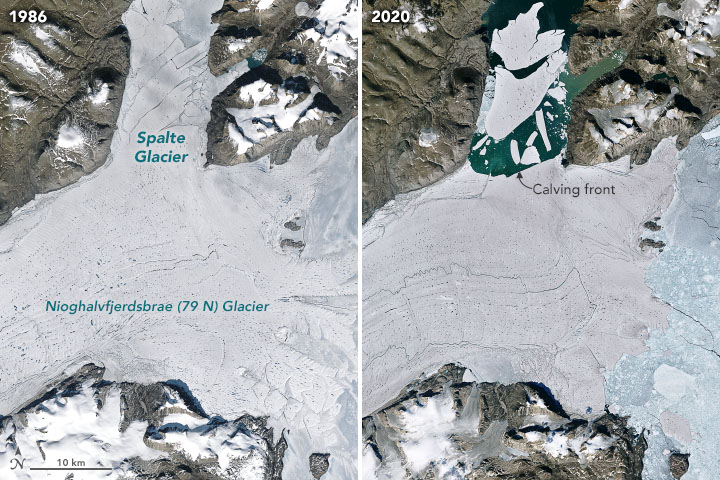 1986
2020
Spalte
Glacier
Calving front
Nioghalvfjerdsbrae (79 N) Glacier
N
10 km